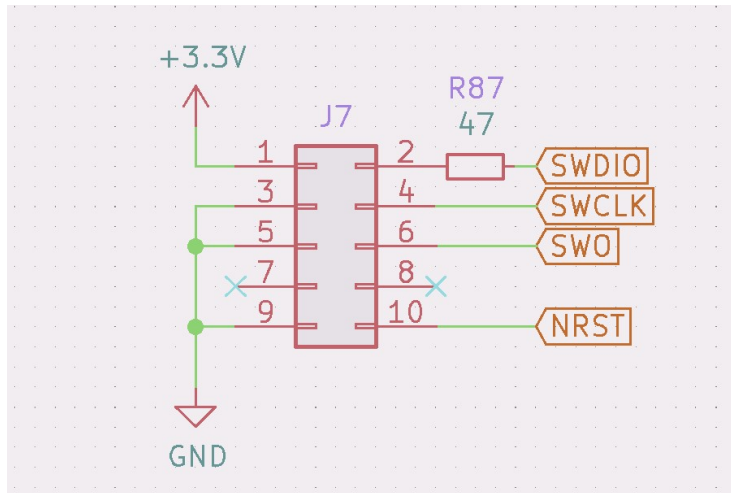 +3.3V
R87
J7
47
1 2 SWDIO
3 4 SWCLK
5 6 SWO
7 8
9 10 NRST
GND